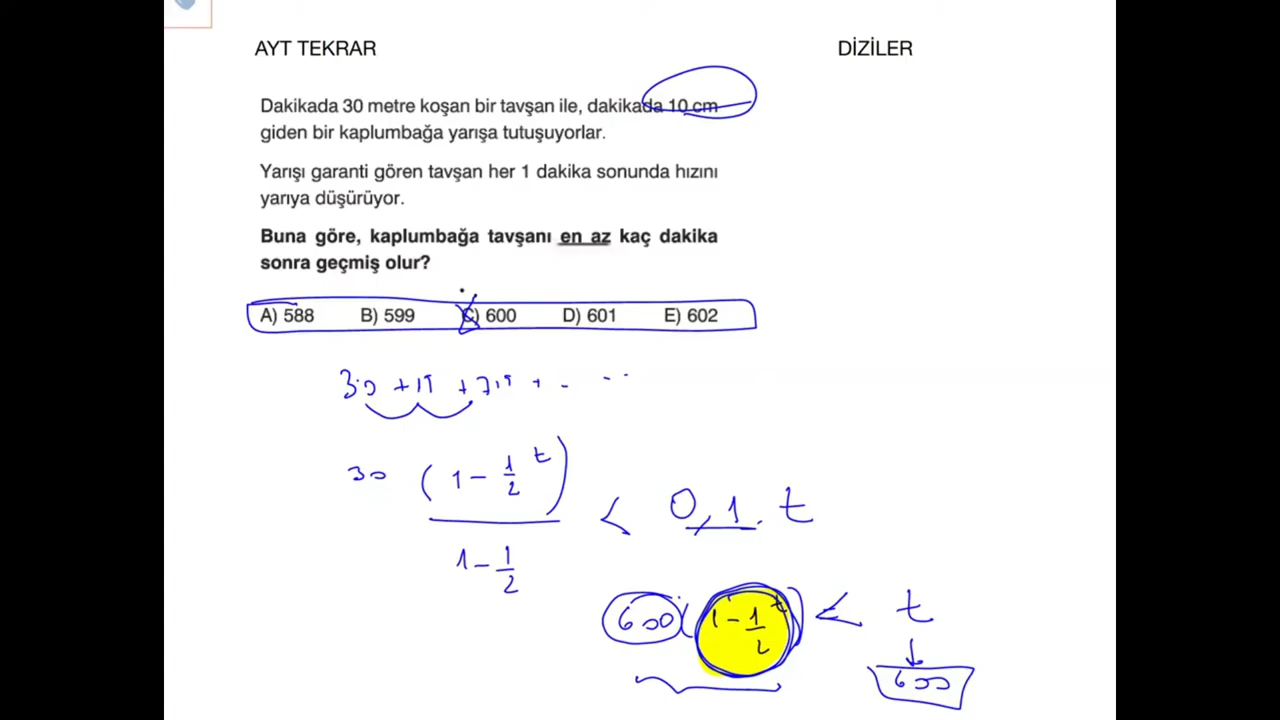 AYT TEKRAR DİZİLER
Dakikada 30 metre koşan bir tavşan ile, dakikada 10 cm
giden bir kaplumbağa yarışa tutuşuyorlar.
Yarışı garanti gören tavşan her 1 dakika sonunda hızını
yarıya düşürüyor.
Buna göre, kaplumbağa tavşanı en az kaç dakika
sonra geçmiş olur?
A) 588 B) 599 C) 600 D) 601 E) 602
30 + 15 + 7,5 + - - -
30 ( 1 - 1/2 t )
< 0,1 . t
1 - 1/2
600 ( 1 - 1/2 t ) < t
600